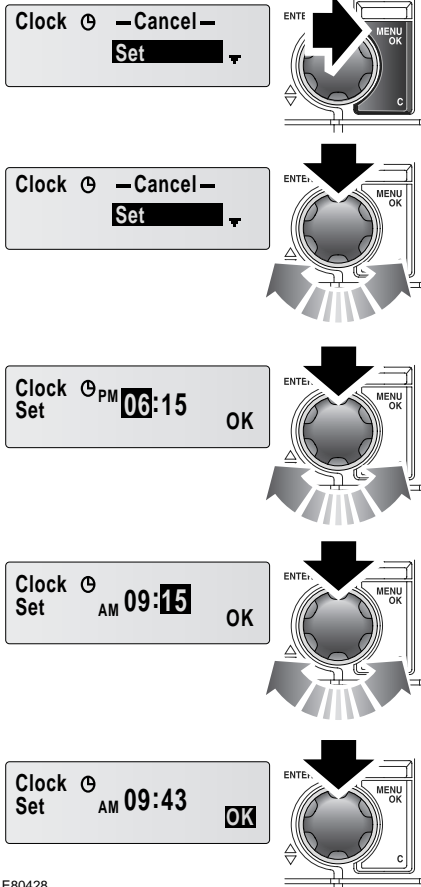 Clock –Cancel–
Set
ENTE
MENU
OK
C
Clock –Cancel–
Set
ENTE
MENU
OK
Clock PM 06:15
Set OK
ENTE
MENU
OK
Clock
Set AM 09:15 OK
ENTE
MENU
OK
Clock
Set AM 09:43 OK
ENTE
MENU
OK
C
E80428